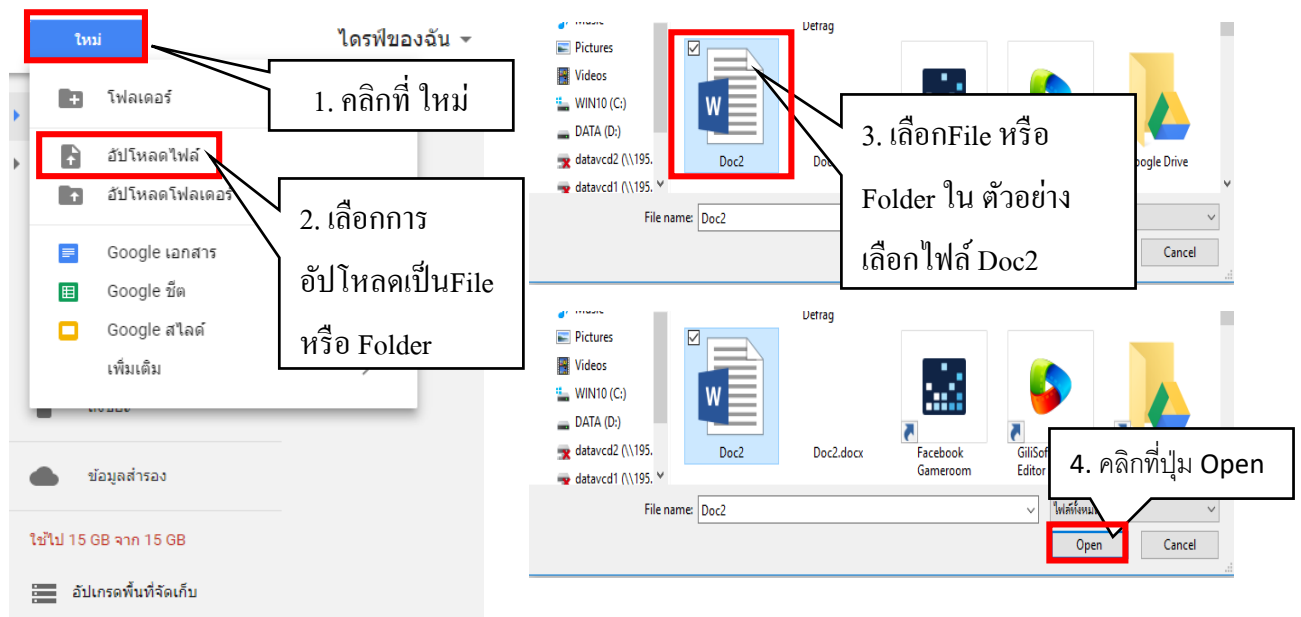 ใหม่
ไดรฟ์ของฉัน
1. คลิกที่ ใหม่
โฟลเดอร์
อัปโหลดไฟล์
อัปโหลดโฟลเดอร์
2. เลือกการ
อัปโหลดเป็นFile
หรือ Folder
Google เอกสาร
Google ชีต
Google สไลด์
เพิ่มเติม
ข้อมูลสำรอง
ใช้ไป 15 GB จาก 15 GB
อัปเกรดพื้นที่จัดเก็บ
Defrag
Pictures
Videos
WIN10 (C:)
DATA (D:)
datavcd2 (\\195.
datavcd1 (\\195.
W
Doc2
3. เลือกFile หรือ
Folder ใน ตัวอย่าง
เลือกไฟล์ Doc2
oogle Drive
File name: Doc2
Cancel
Music
Defrag
Pictures
Videos
WIN10 (C:)
DATA (D:)
datavcd2 (\\195.
datavcd1 (\\195.
W
Doc2
Doc2.docx
Facebook
Gameroom
GiliSof
Editor
4. คลิกที่ปุ่ม Open
File name: Doc2
ไฟล์ทั้งหม
Open
Cancel